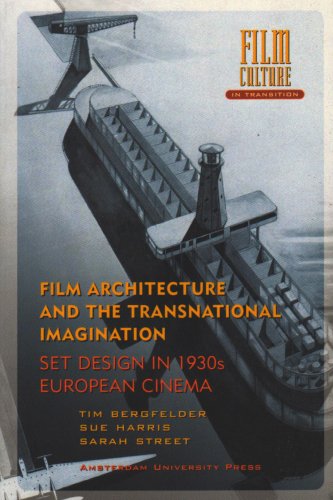 FILM
CULTURE
IN TRANSITION
FILM ARCHITECTURE
AND THE TRANSNATIONAL
IMAGINATION
SET DESIGN IN 1930s
EUROPEAN CINEMA
TIM BERGFELDER
SUE HARRIS
SARAH STREET
AMSTERDAM UNIVERSITY PRESS